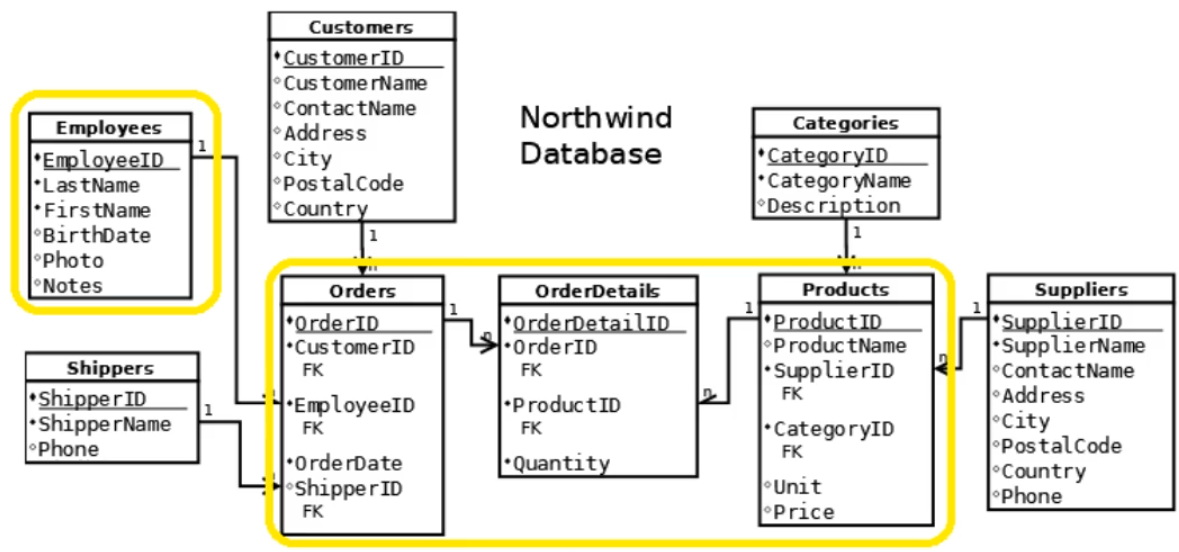 Customers
CustomerID
CustomerName
ContactName
Address
City
PostalCode
Country
Northwind
Database
Employees
EmployeeID
LastName
FirstName
BirthDate
Photo
Notes
Categories
CategoryID
CategoryName
Description
1
1
1
n
n
Orders
OrderID
CustomerID
FK
EmployeeID
FK
OrderDate
ShipperID
FK
1
n
OrderDetails
OrderDetailID
OrderID
FK
ProductID
FK
Quantity
1
n
Products
ProductID
ProductName
SupplierID
FK
CategoryID
FK
Unit
Price
1
n
Suppliers
SupplierID
SupplierName
ContactName
Address
City
PostalCode
Country
Phone
Shippers
ShipperID
ShipperName
Phone
1